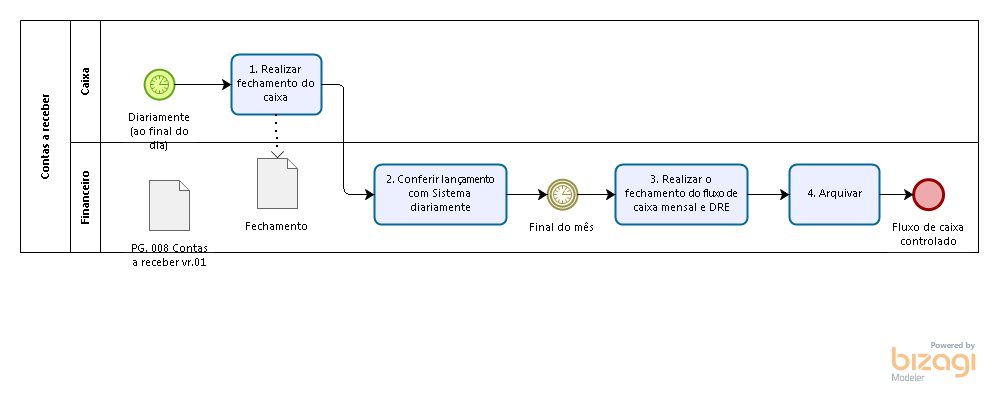 Contas a receber
Caixa
Diariamente
(ao final do
dia)
1. Realizar
fechamento do
caixa
Financeiro
PG. 008 Contas
a receber vr.01
Fechamento
2. Conferir lançamento
com Sistema
diariamente
Final do mês
3. Realizar o
fechamento do fluxo de
caixa mensal e DRE
4. Arquivar
Fluxo de caixa
controlado
Powered by
bizagi
Modeler